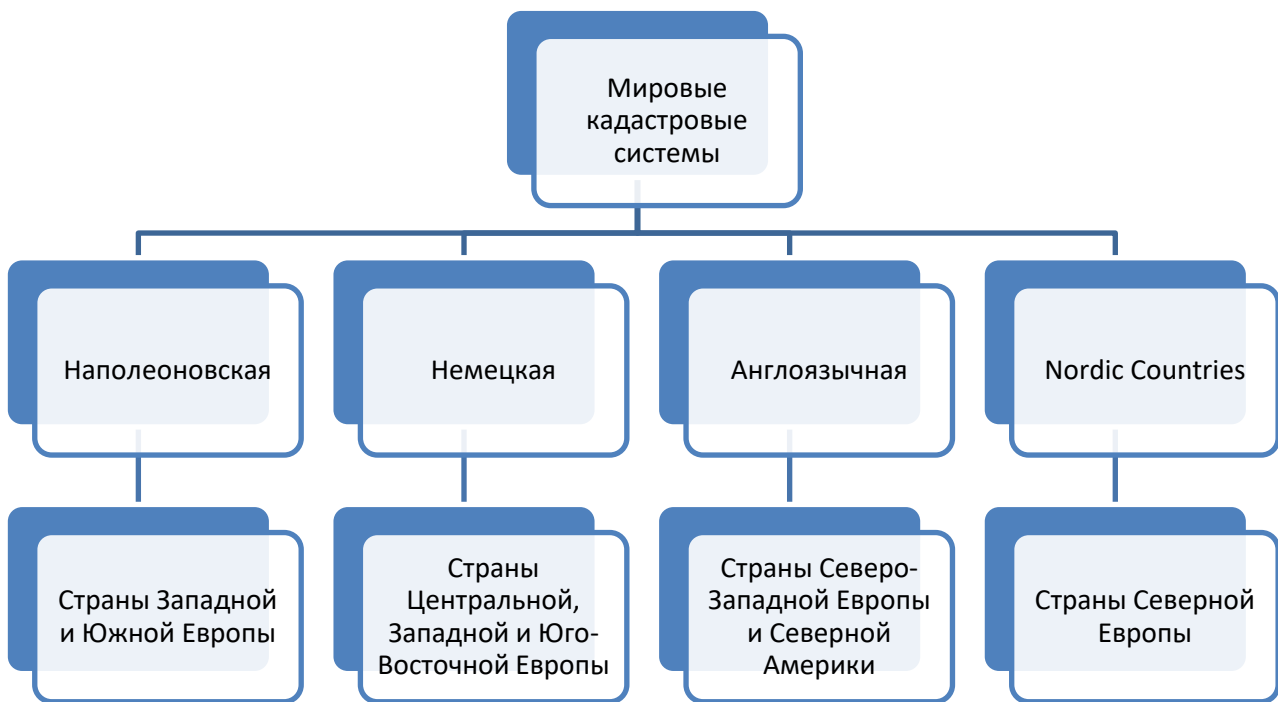 Мировые
кадастровые
системы
Наполеоновская
Немецкая
Англоязычная
Nordic Countries
Страны Западной
и Южной Европы
Страны
Центральной,
Западной и Юго-
Восточной Европы
Страны Северо-
Западной Европы
и Северной
Америки
Страны Северной
Европы